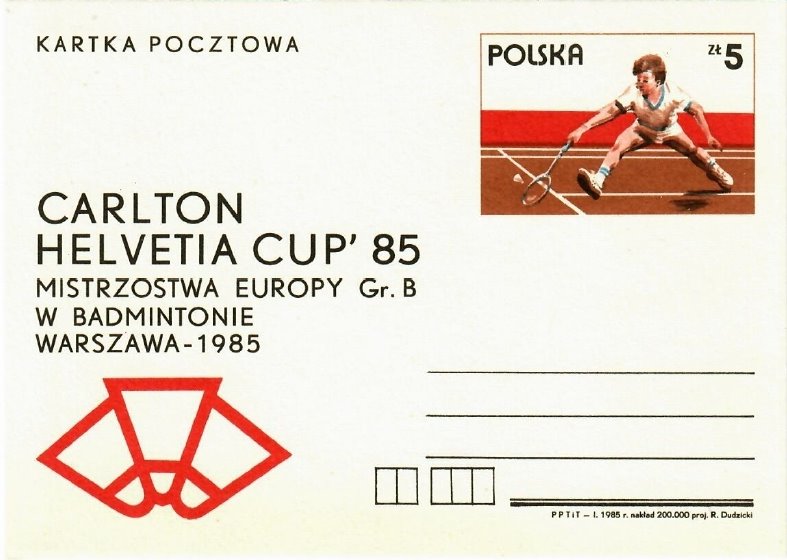 KARTKA POCZTOWA
POLSKA zł 5
CARLTON
HELVETIA CUP' 85
MISTRZOSTWA EUROPY Gr. B
W BADMINTONIE
WARSZAWA-1985
PPTiT – I. 1985 r. nakład 200.000 proj. R. Dudzicki